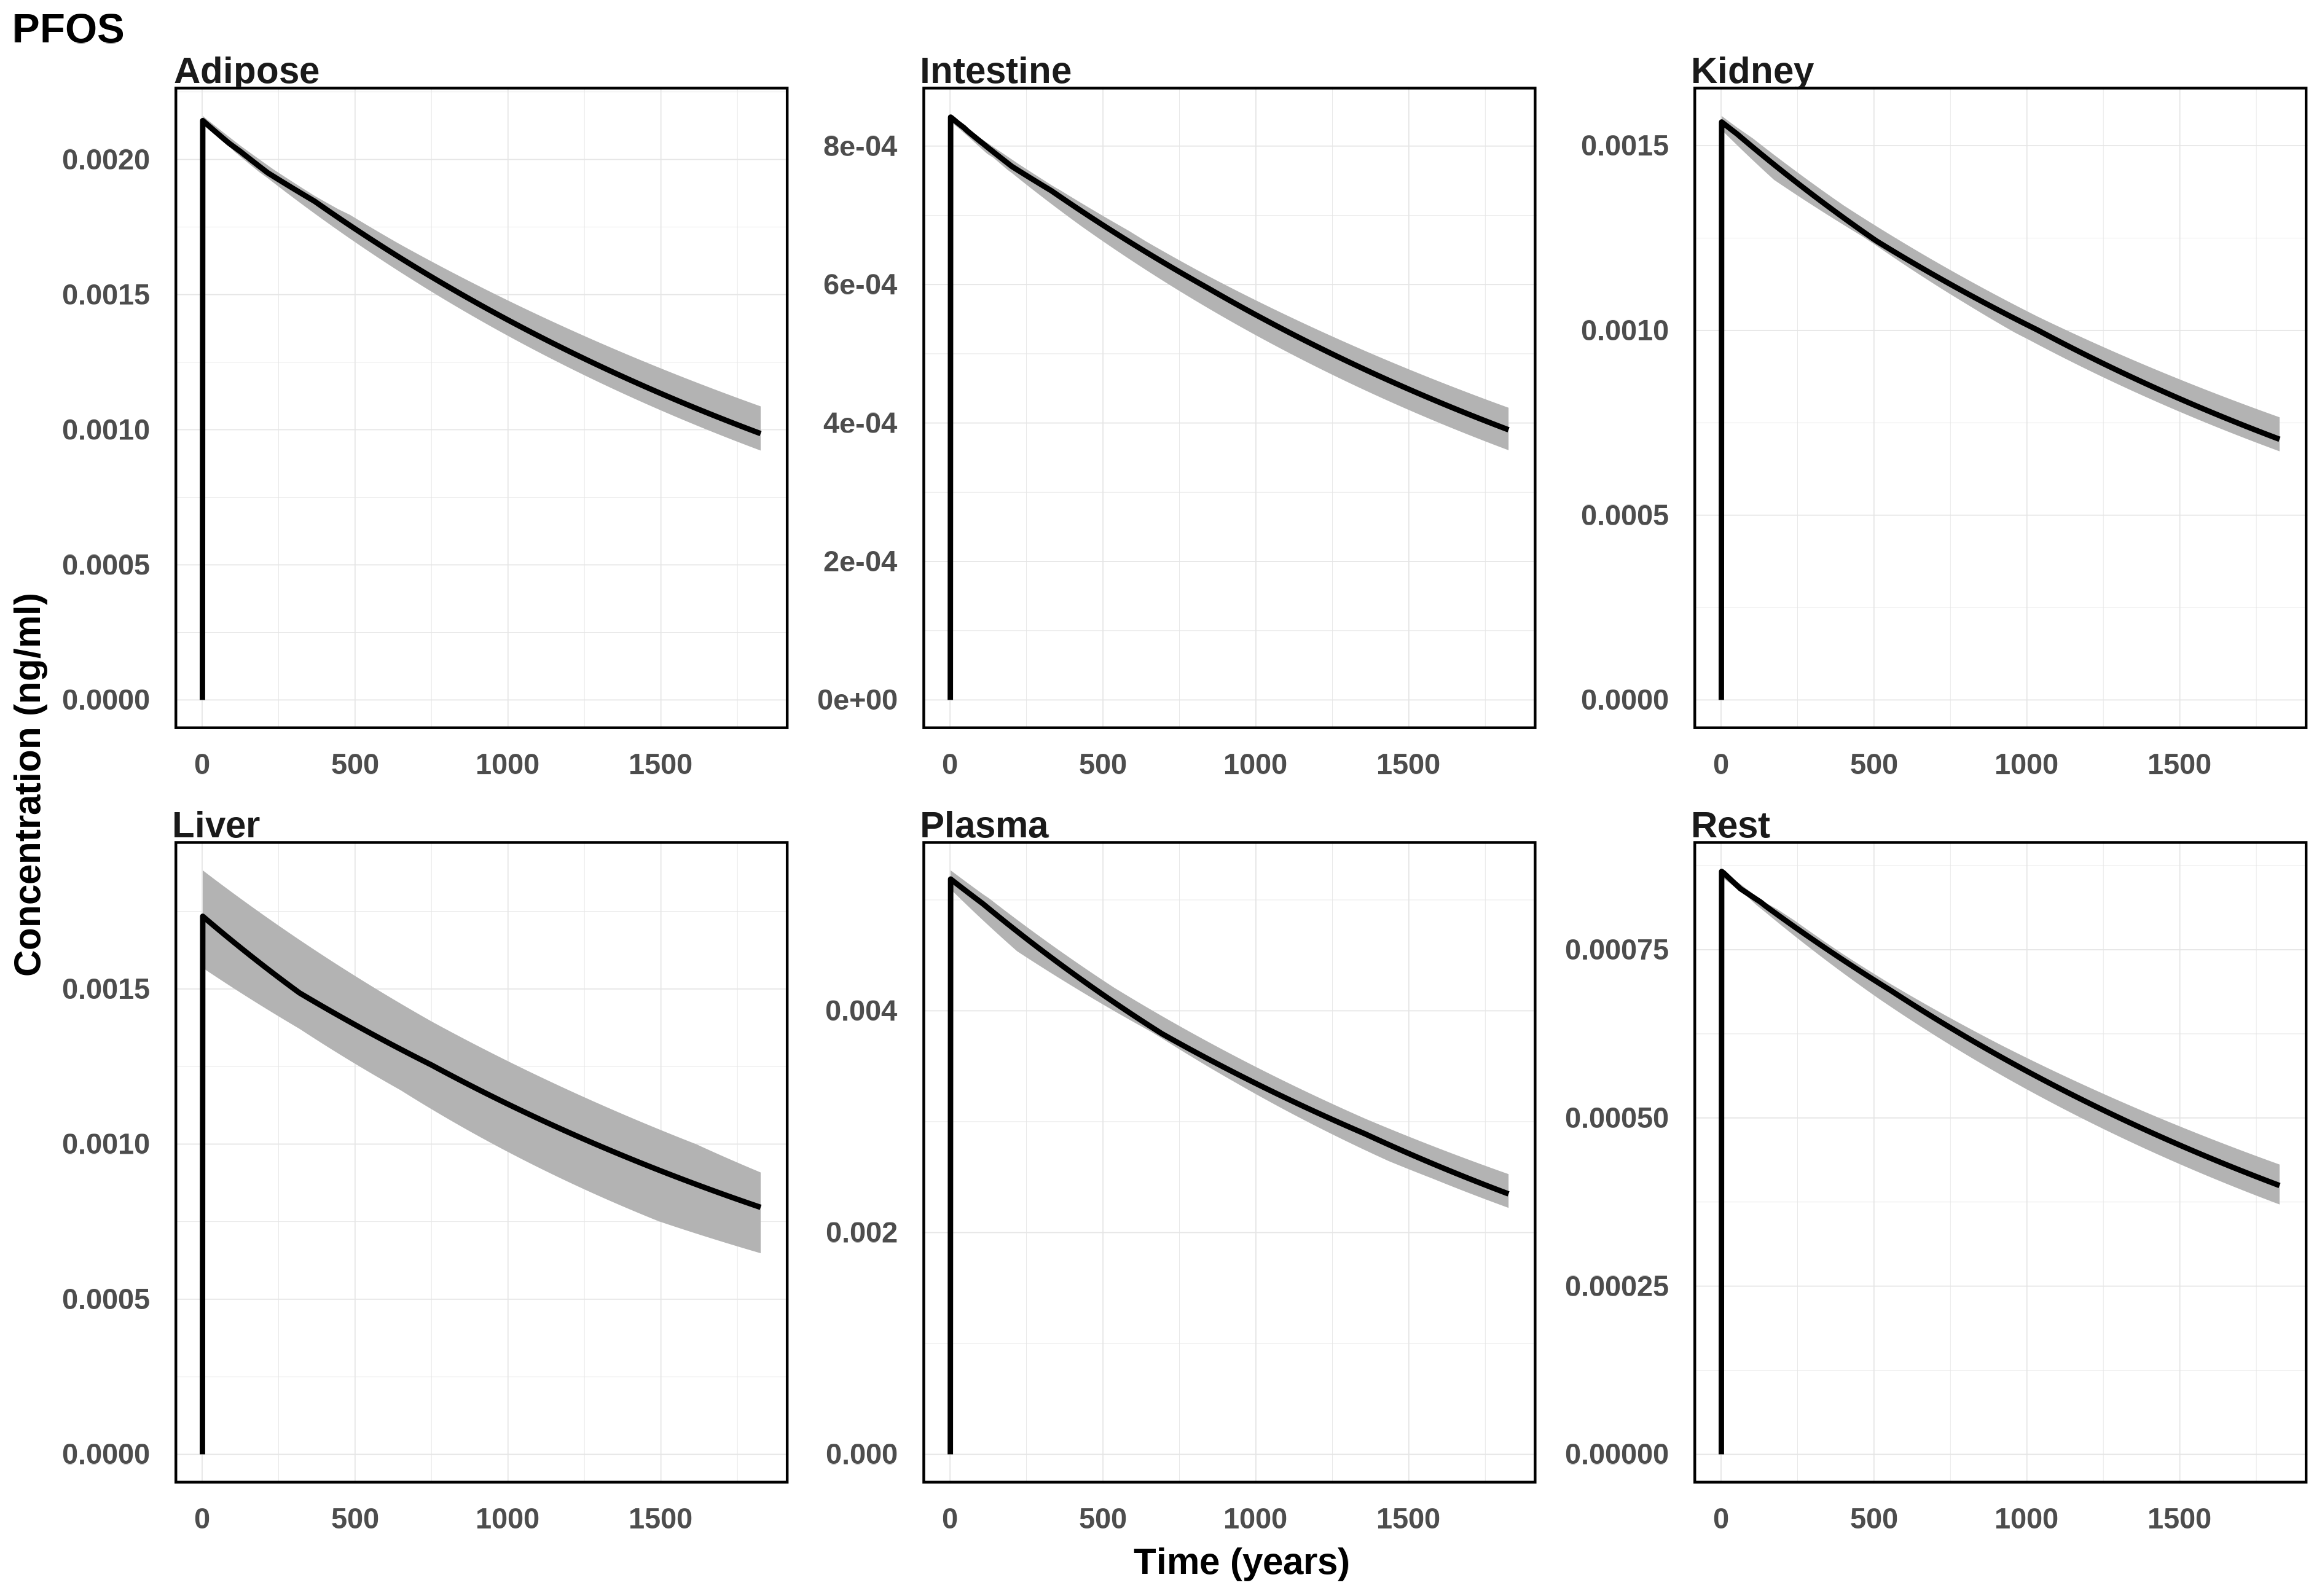 PFOS
Adipose Intestine Kidney
0.0020 8e-04 0.0015
0.0015 6e-04 0.0010
0.0010 4e-04 0.0005
0.0005 2e-04 0.0000
0.0000 0e+00
0 500 1000 1500 0 500 1000 1500 0 500 1000 1500
Concentration (ng/ml)
Liver Plasma Rest
0.0015 0.004 0.00075
0.0010 0.002 0.00050
0.0005 0.000 0.00025
0.0000 0.00000
0 500 1000 1500 0 500 1000 1500 0 500 1000 1500
Time (years)